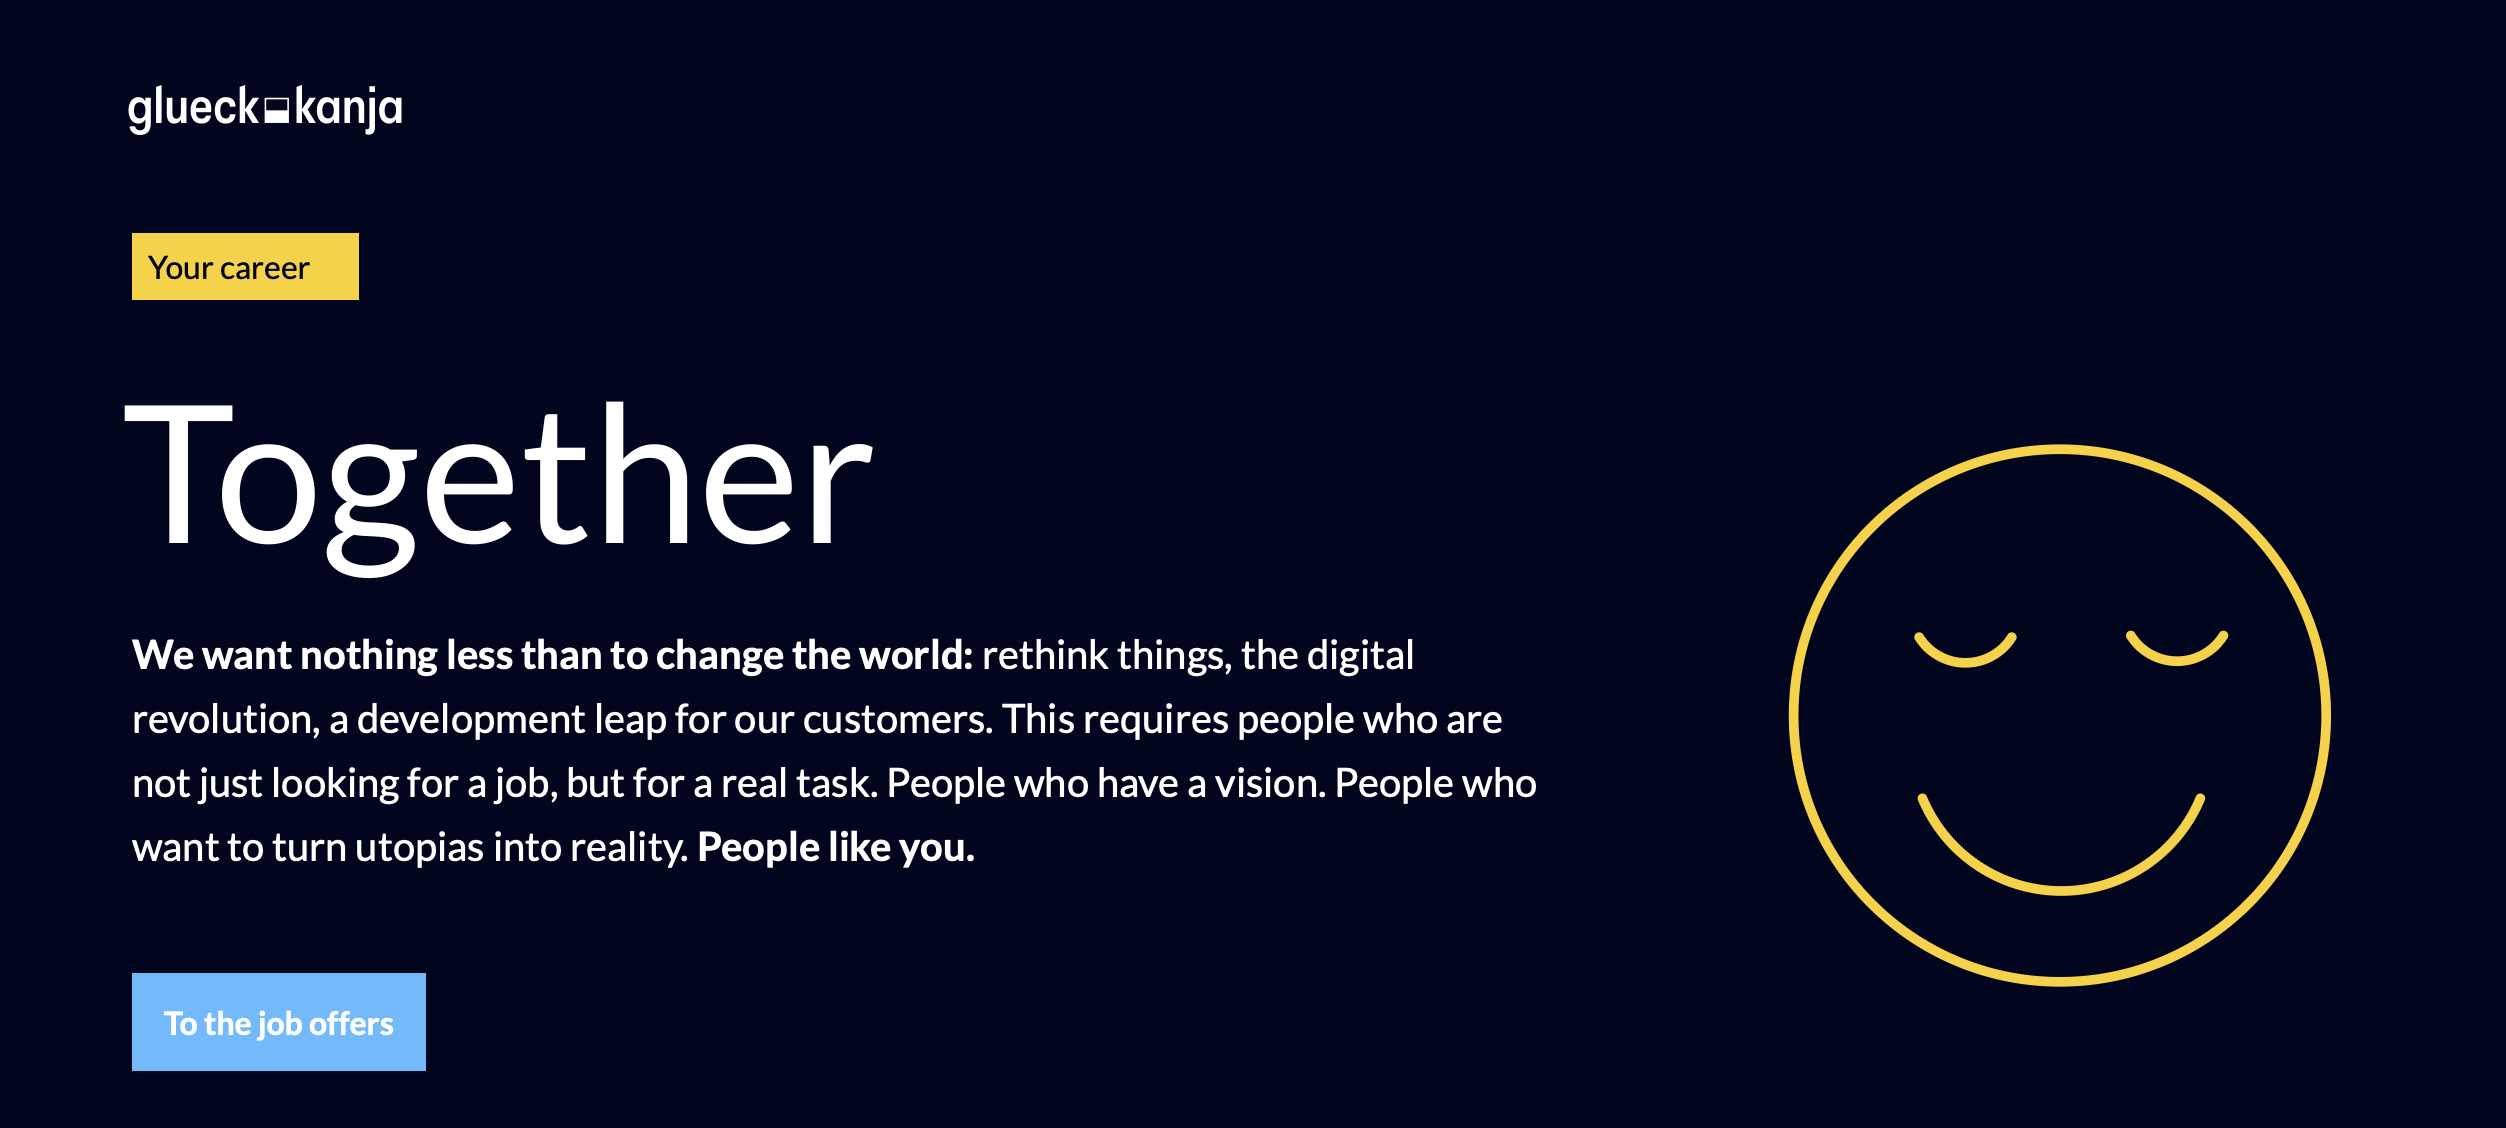 glueck kanja
Your career
Together
We want nothing less than to change the world: rethink things, the digital
revolution, a development leap for our customers. This requires people who are
not just looking for a job, but for a real task. People who have a vision. People who
want to turn utopias into reality. People like you.
To the job offers